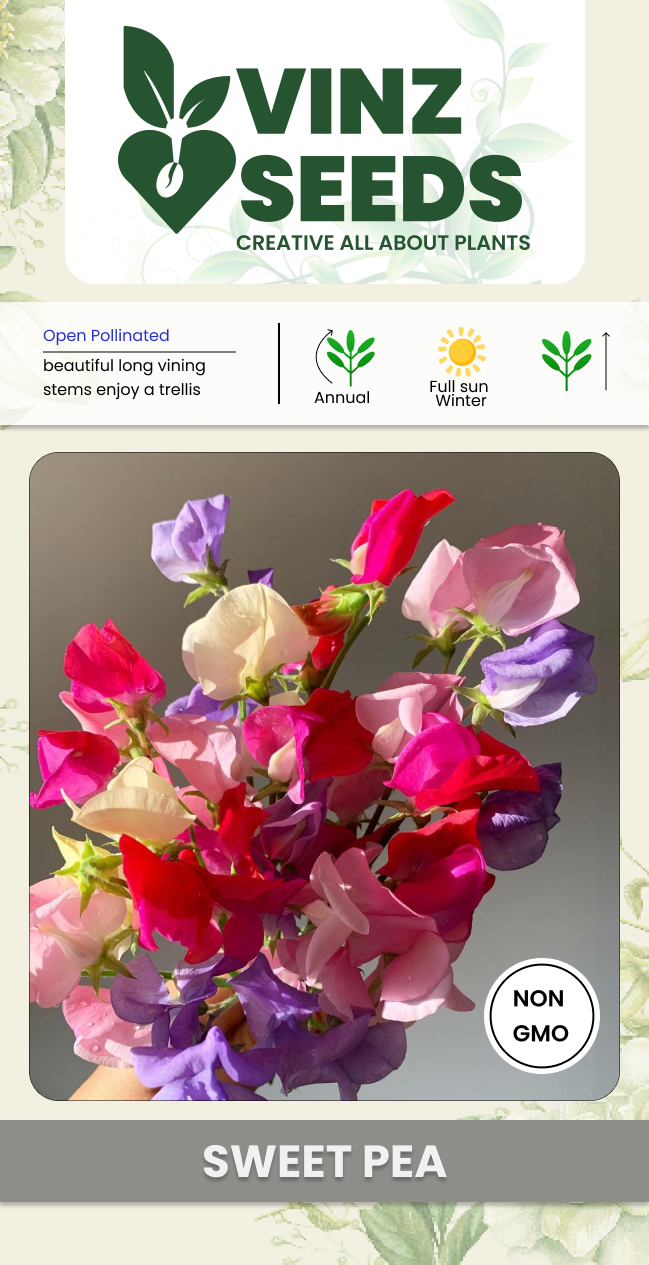 VINZ
SEEDS
CREATIVE ALL ABOUT PLANTS
Open Pollinated
beautiful long vining
stems enjoy a trellis
Annual
Full sun
Winter
NON
GMO
SWEET PEA